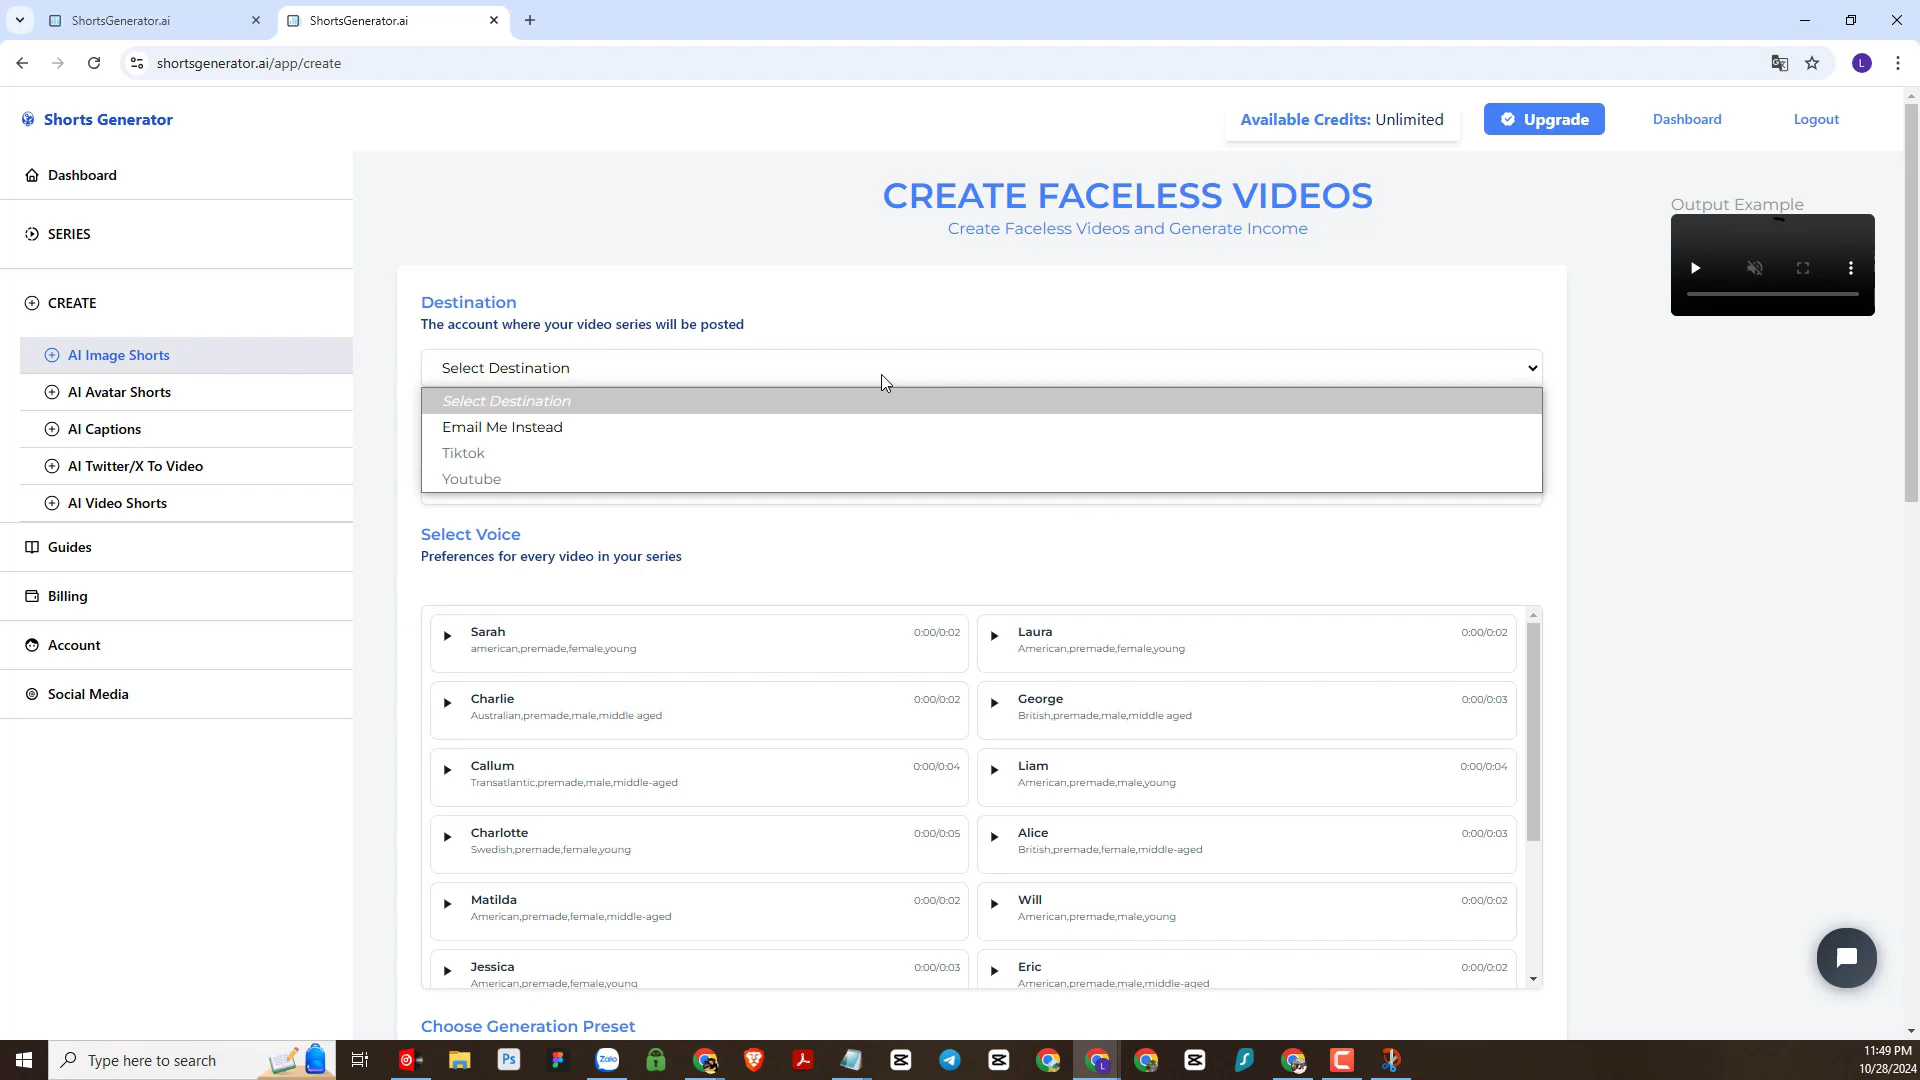 ShortsGenerator.ai
ShortsGenerator.ai
shortsgenerator.ai/app/create
L
Shorts Generator
Available Credits: Unlimited
Upgrade
Dashboard
Logout
Dashboard
SERIES
CREATE
AI Image Shorts
AI Avatar Shorts
AI Captions
AI Twitter/X To Video
AI Video Shorts
Guides
Billing
Account
Social Media
CREATE FACELESS VIDEOS
Create Faceless Videos and Generate Income
Output Example
Destination
The account where your video series will be posted
Select Destination
Select Destination
Email Me Instead
Tiktok
Youtube
Select Voice
Preferences for every video in your series
Sarah 0:00/0:02
american,premade,female,young
Laura 0:00/0:02
American,premade,female,young
Charlie 0:00/0:02
Australian,premade,male,middle aged
George 0:00/0:03
British,premade,male,middle aged
Callum 0:00/0:04
Transatlantic,premade,male,middle-aged
Liam 0:00/0:04
American,premade,male,young
Charlotte 0:00/0:05
Swedish,premade,female,young
Alice 0:00/0:03
British,premade,female,middle-aged
Matilda 0:00/0:02
American,premade,female,middle-aged
Will 0:00/0:02
American,premade,male,young
Jessica 0:00/0:03
American,premade,female,young
Eric 0:00/0:02
American,premade,male,middle-aged
Choose Generation Preset
Type here to search
Ps
Zalo
L
11:49 PM
10/28/2024